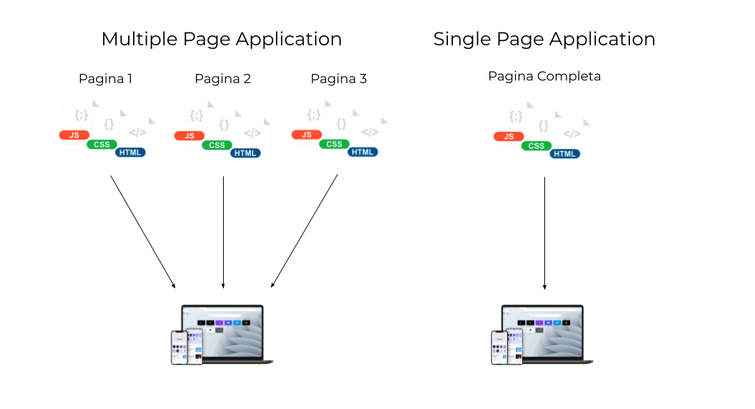 Multiple Page Application
Single Page Application
Pagina 1
Pagina 2
Pagina 3
Pagina Completa
{;}
{}
</>
JS
CSS
HTML
{;}
{}
</>
JS
CSS
HTML
{;}
{}
</>
JS
CSS
HTML
{;}
{}
</>
JS
CSS
HTML